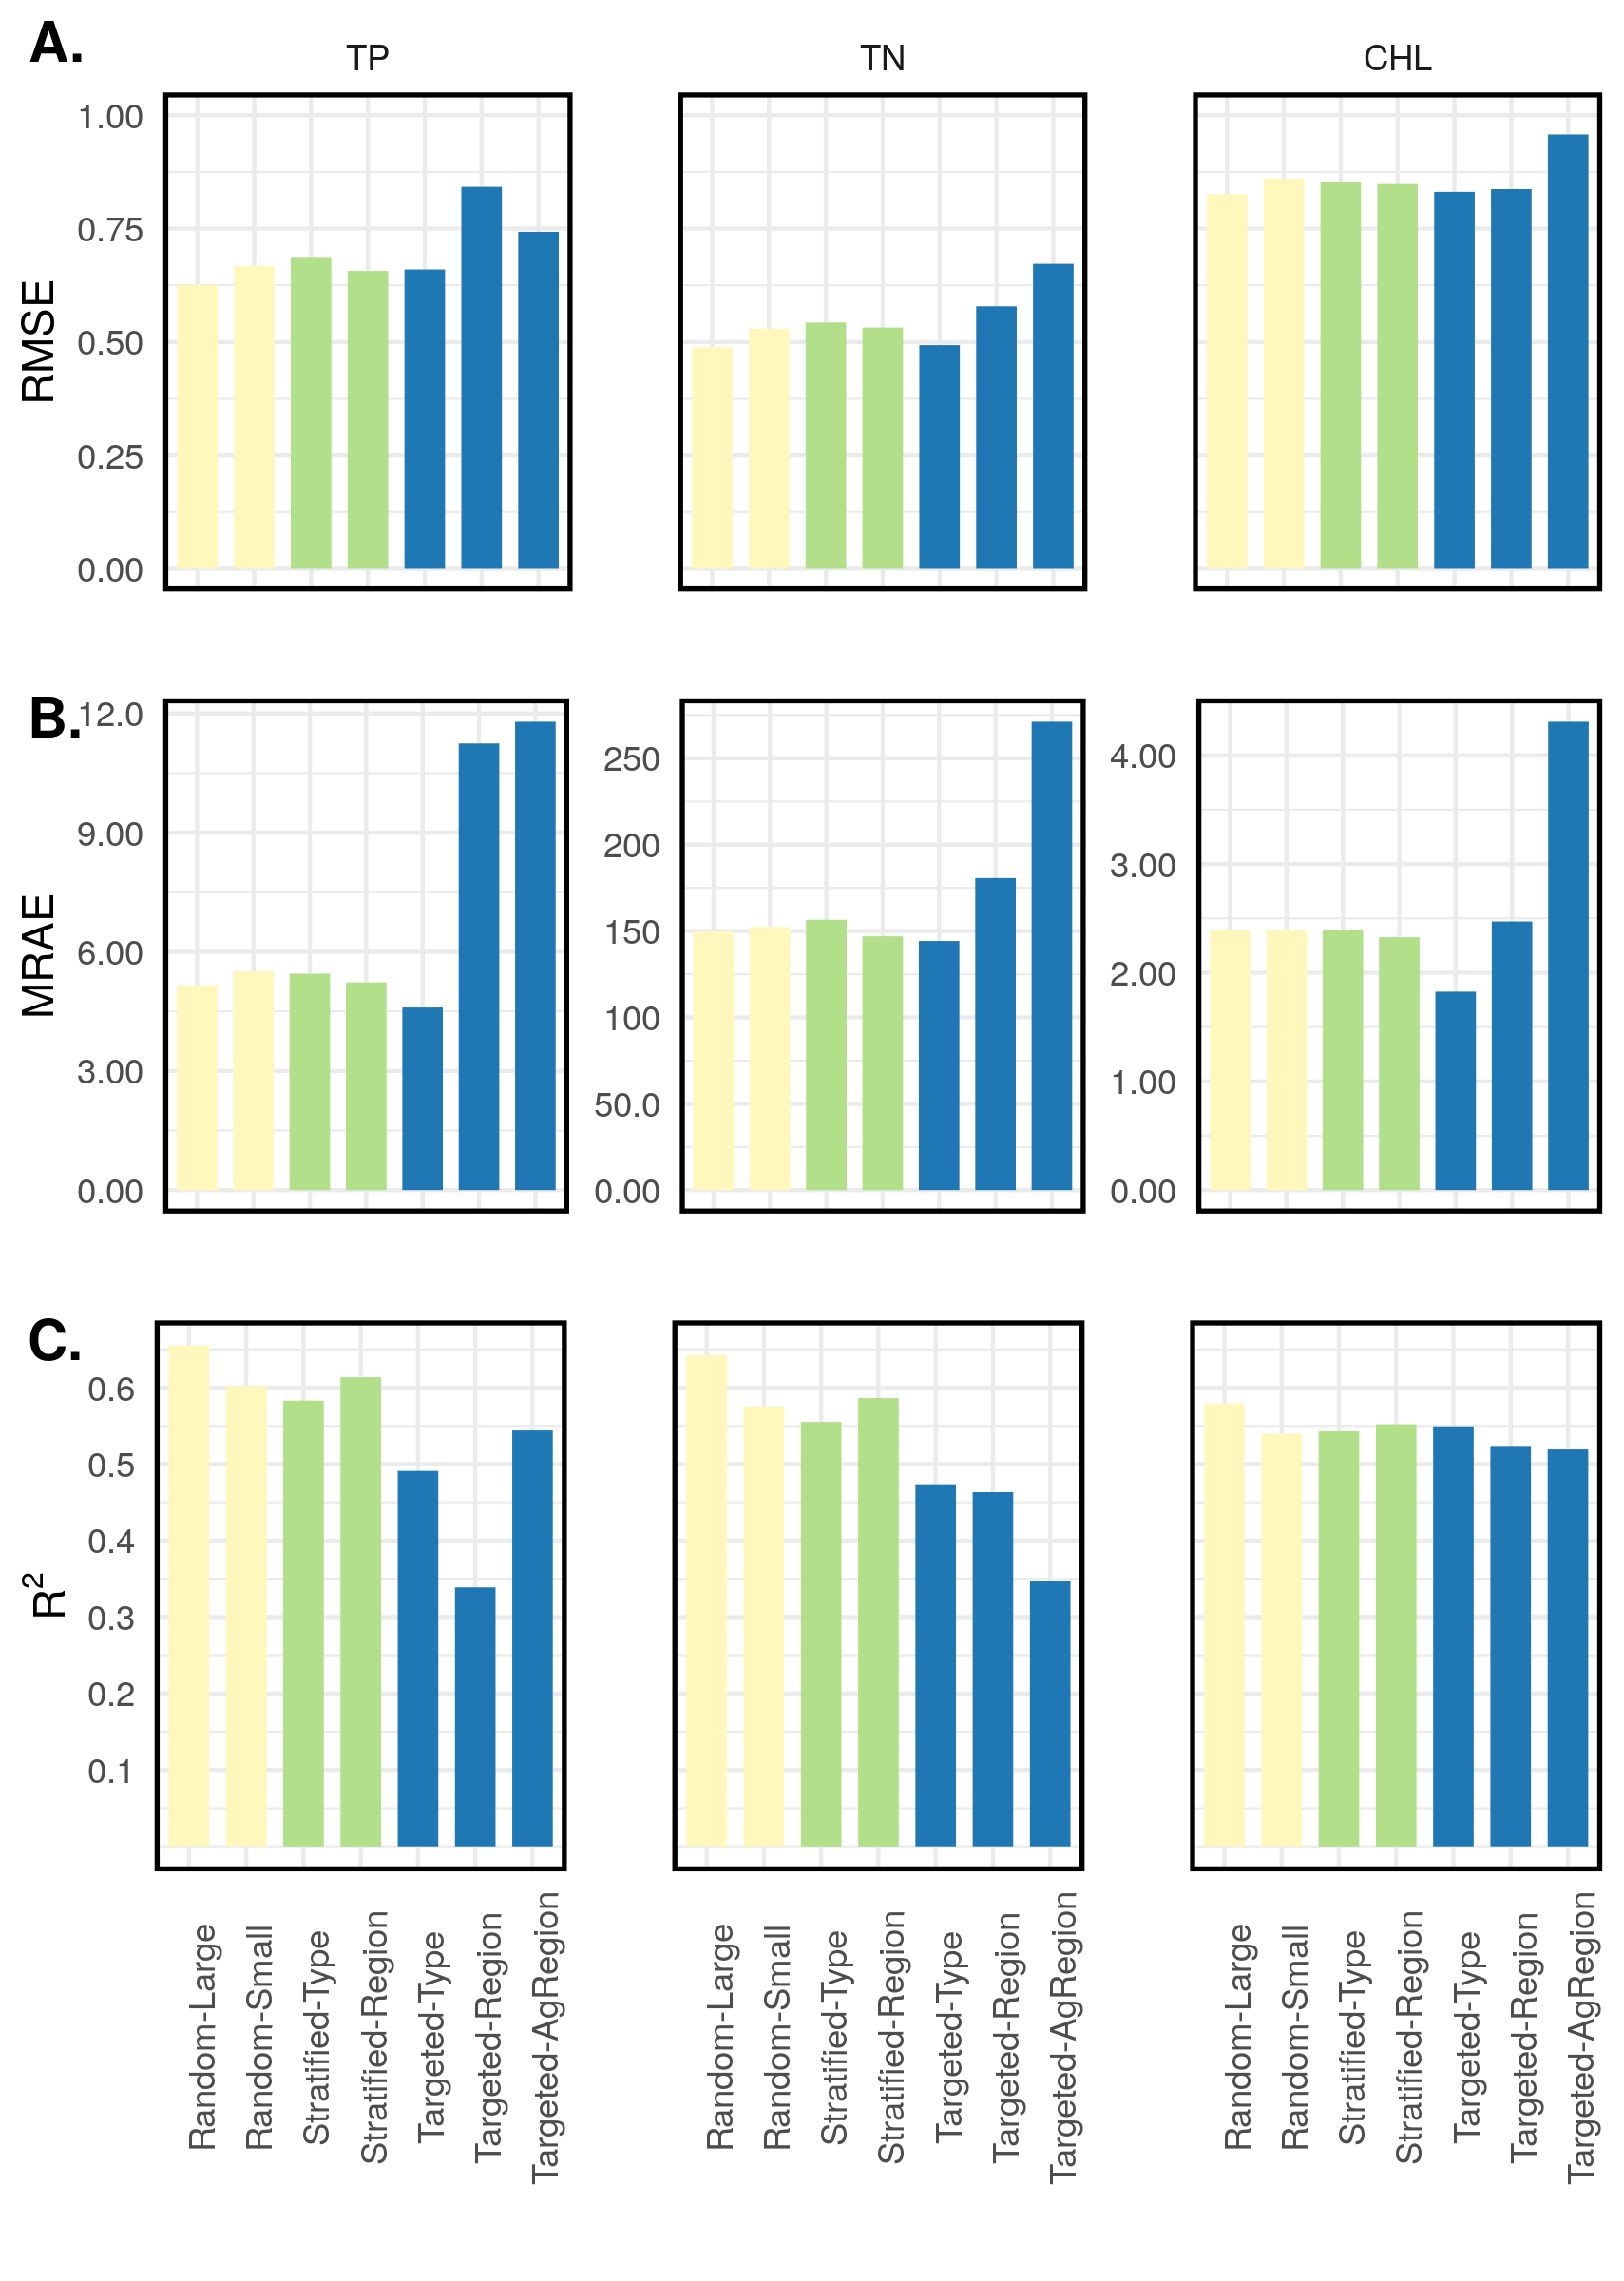 A.
TP
TN
CHL
RMSE
1.00
0.75
0.50
0.25
0.00
B.
MRAE
12.0
9.00
6.00
3.00
0.00
250
200
150
100
50.0
0.00
4.00
3.00
2.00
1.00
0.00
C.
R²
0.6
0.5
0.4
0.3
0.2
0.1
Random-Large
Random-Small
Stratified-Type
Stratified-Region
Targeted-Type
Targeted-Region
Targeted-AgRegion
Random-Large
Random-Small
Stratified-Type
Stratified-Region
Targeted-Type
Targeted-Region
Targeted-AgRegion
Random-Large
Random-Small
Stratified-Type
Stratified-Region
Targeted-Type
Targeted-Region
Targeted-AgRegion